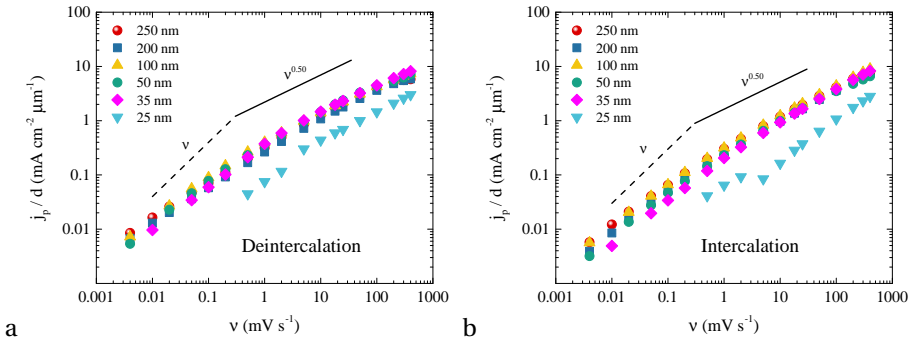 100
10
1
0.1
0.01
j_p / d (mA cm⁻² μm⁻¹)
250 nm
200 nm
100 nm
50 nm
35 nm
25 nm
ν
ν^0.50
Deintercalation
0.001 0.01 0.1 1 10 100 1000
ν (mV s⁻¹)
a
100
10
1
0.1
0.01
j_p / d (mA cm⁻² μm⁻¹)
250 nm
200 nm
100 nm
50 nm
35 nm
25 nm
ν
ν^0.50
Intercalation
0.001 0.01 0.1 1 10 100 1000
ν (mV s⁻¹)
b